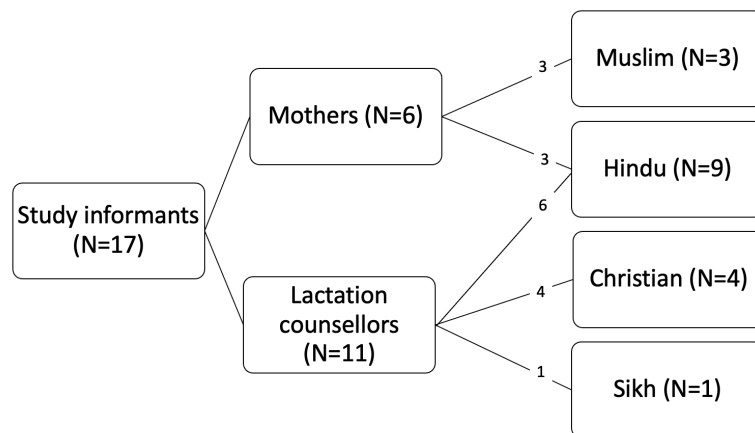 Study informants
(N=17)
Mothers (N=6)
Lactation
counsellors
(N=11)
3
3
6
4
1
Muslim (N=3)
Hindu (N=9)
Christian (N=4)
Sikh (N=1)